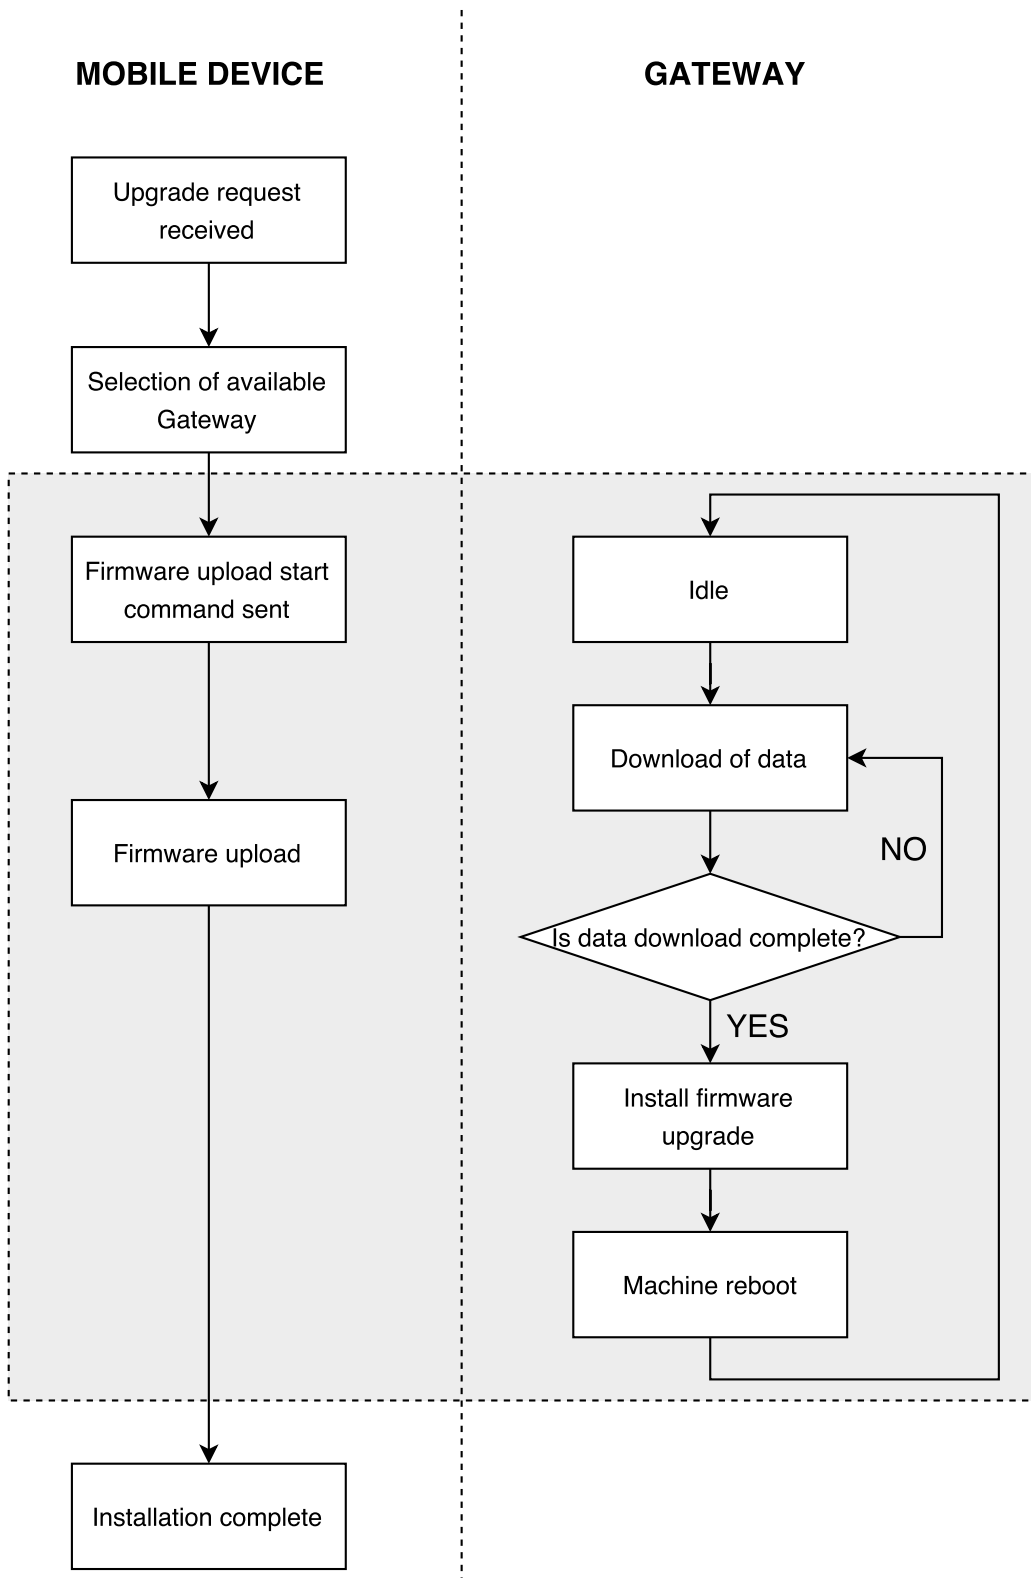 MOBILE DEVICE
GATEWAY
Upgrade request
received
Selection of available
Gateway
Firmware upload start
command sent
Idle
Download of data
Firmware upload
NO
Is data download complete?
YES
Install firmware
upgrade
Machine reboot
Installation complete